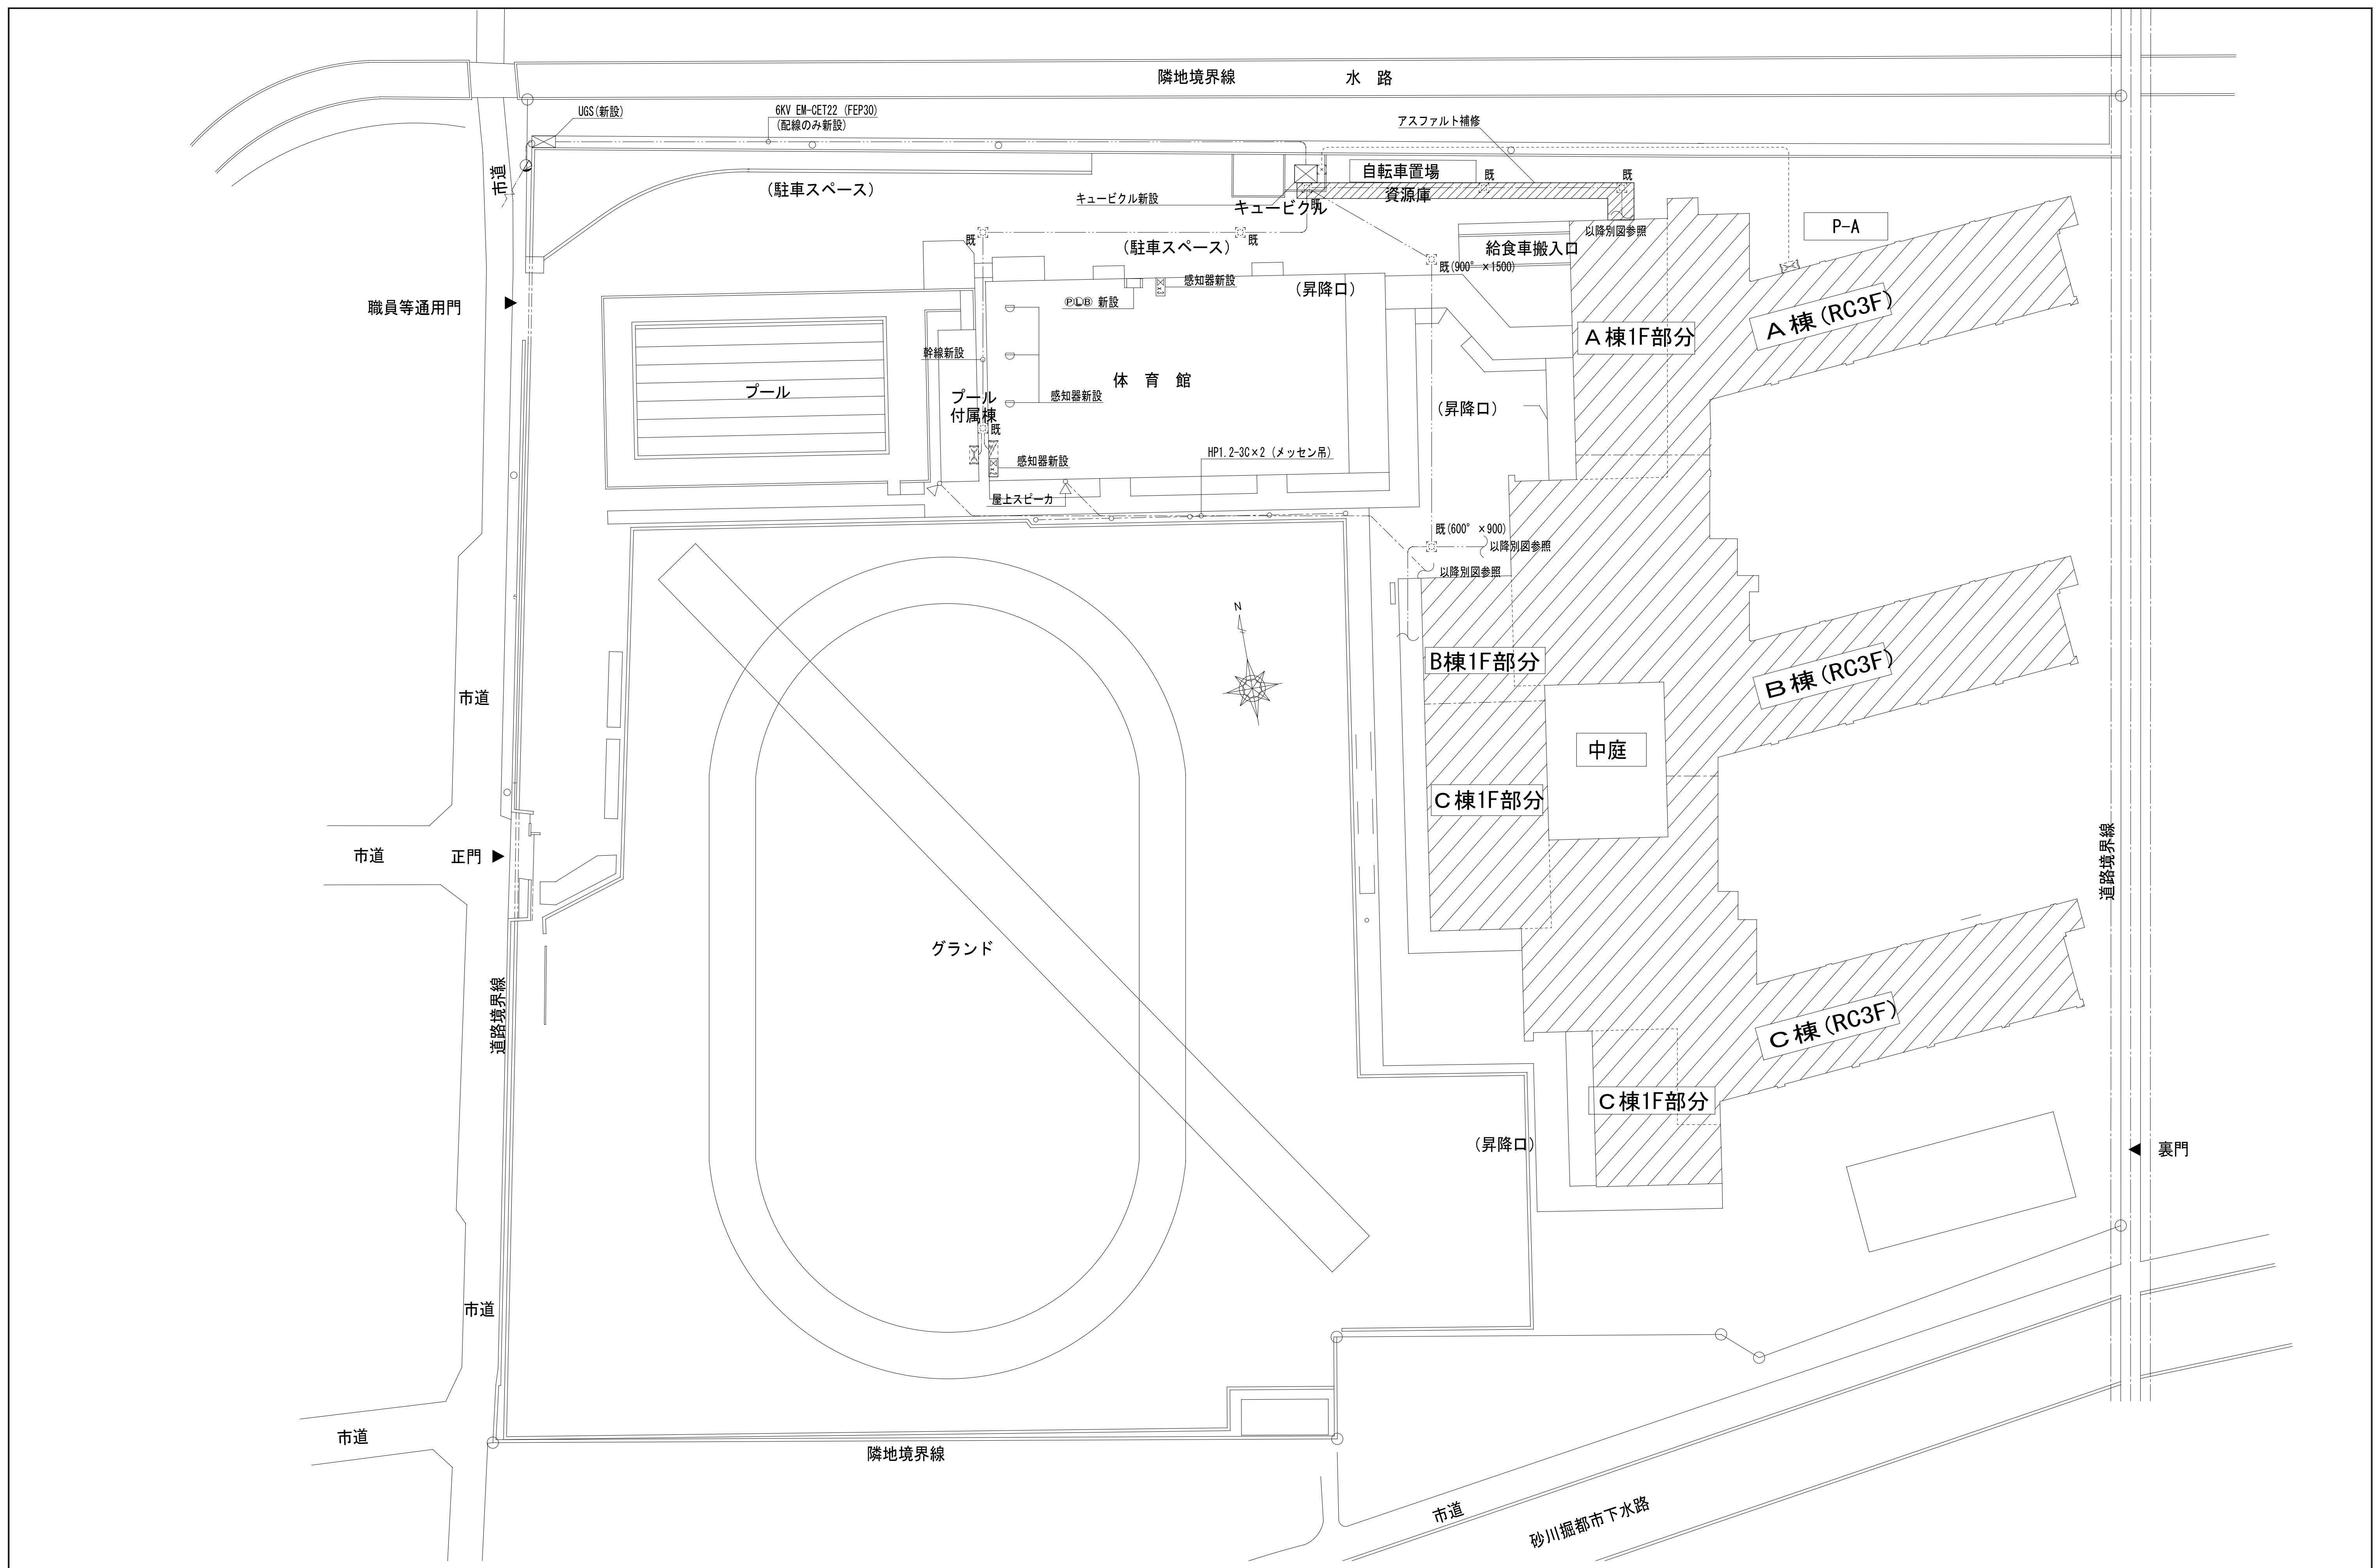 隣地境界線
水　路
UGS(新設)
6KV EM-CET22 (FEP30)
(配線のみ新設)
アスファルト補修
市道
(駐車スペース)
自転車置場
既
既
資源庫
キュービクル新設
キュービクル
既
P-A
既
既
(駐車スペース)
以降別図参照
給食車搬入口
既(900°×1500)
感知器新設
(昇降口)
職員等通用門
PLB 新設
A棟(RC3F)
A棟1F部分
幹線新設
体　育　館
プール
プール
付属棟
感知器新設
(昇降口)
既
感知器新設
HP1.2-3C×2 (メッセン吊)
屋上スピーカ
既(600°×900)
以降別図参照
以降別図参照
N
B棟1F部分
B棟(RC3F)
市道
中庭
C棟1F部分
市道
正門
道路境界線
グランド
道路境界線
C棟(RC3F)
C棟1F部分
(昇降口)
裏門
市道
市道
隣地境界線
市道
砂川掘都市下水路